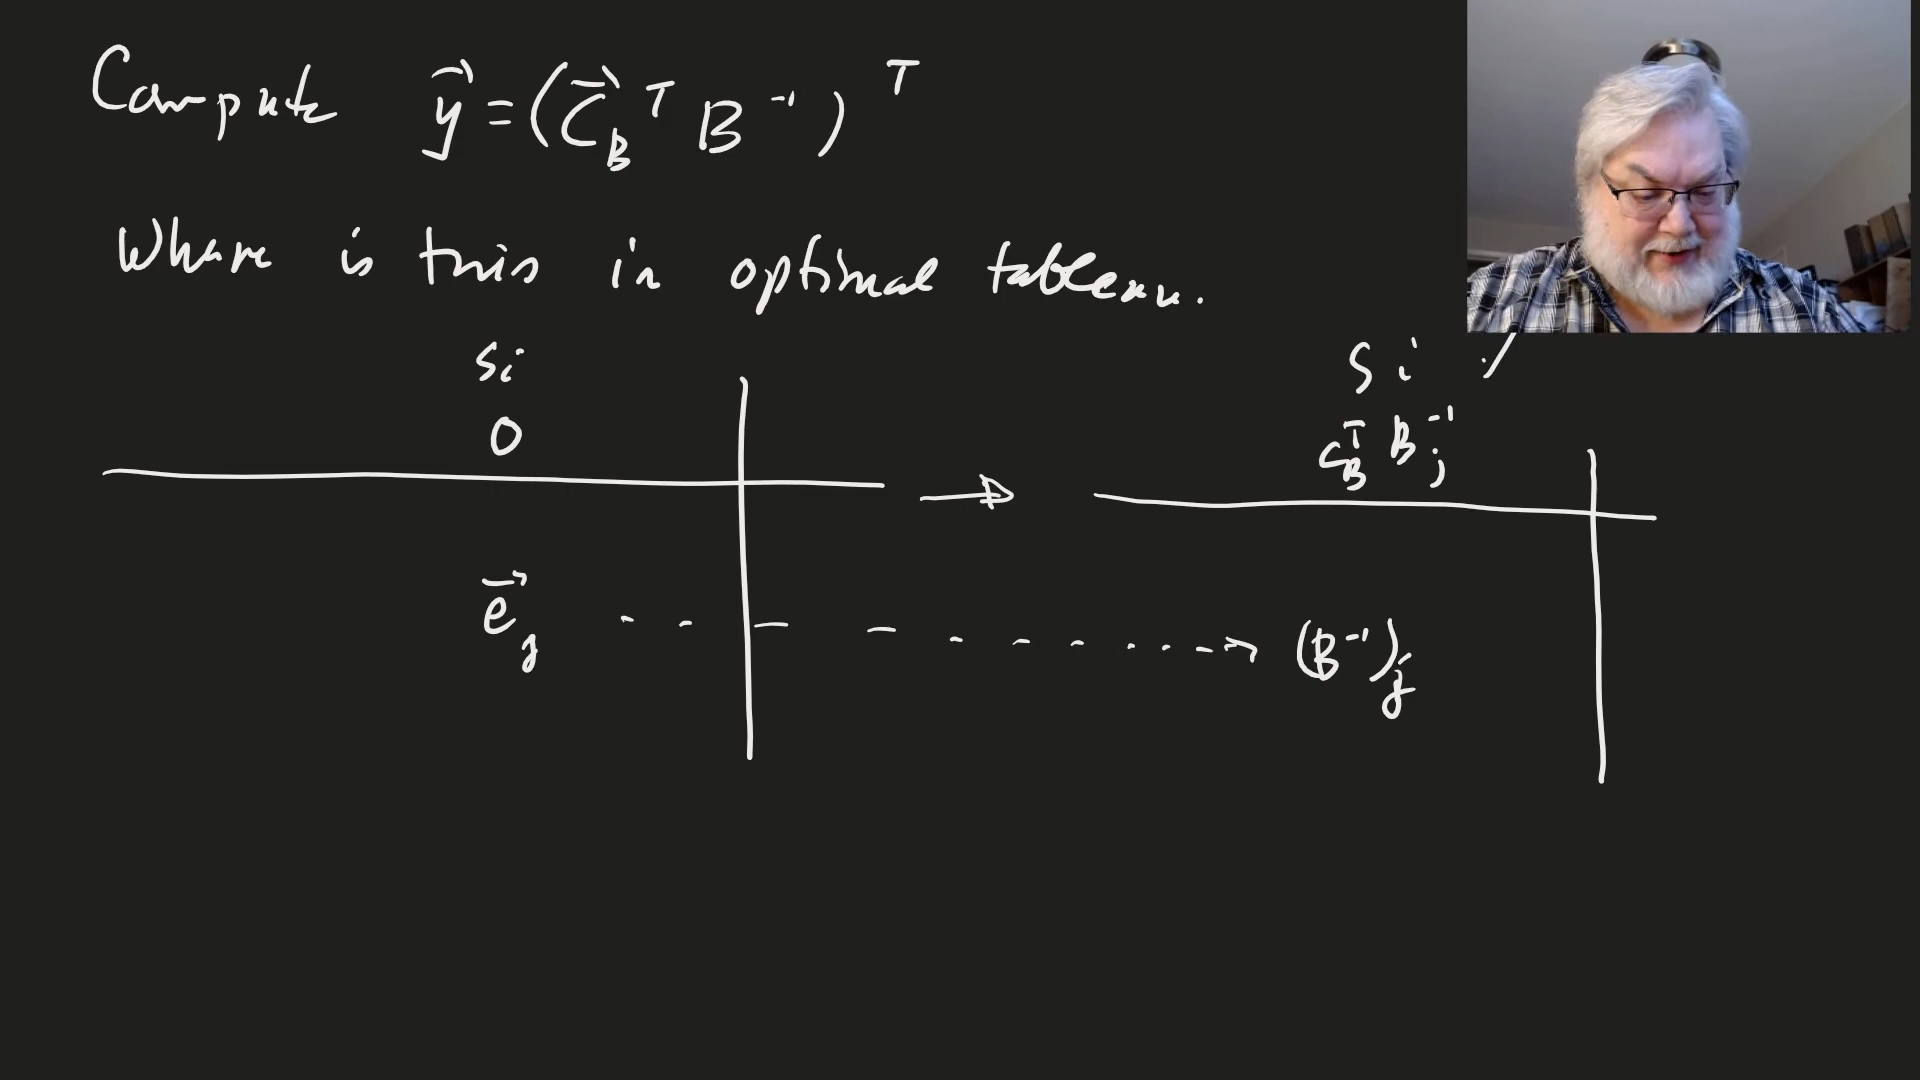 Compute \vec{y} = (\vec{C}_B^T B^{-1})^T
Where is this in optimal tableau.
s_i
0
\vec{e}_j
s_i
c_B^T B_j^{-1}
(B^{-1})_j